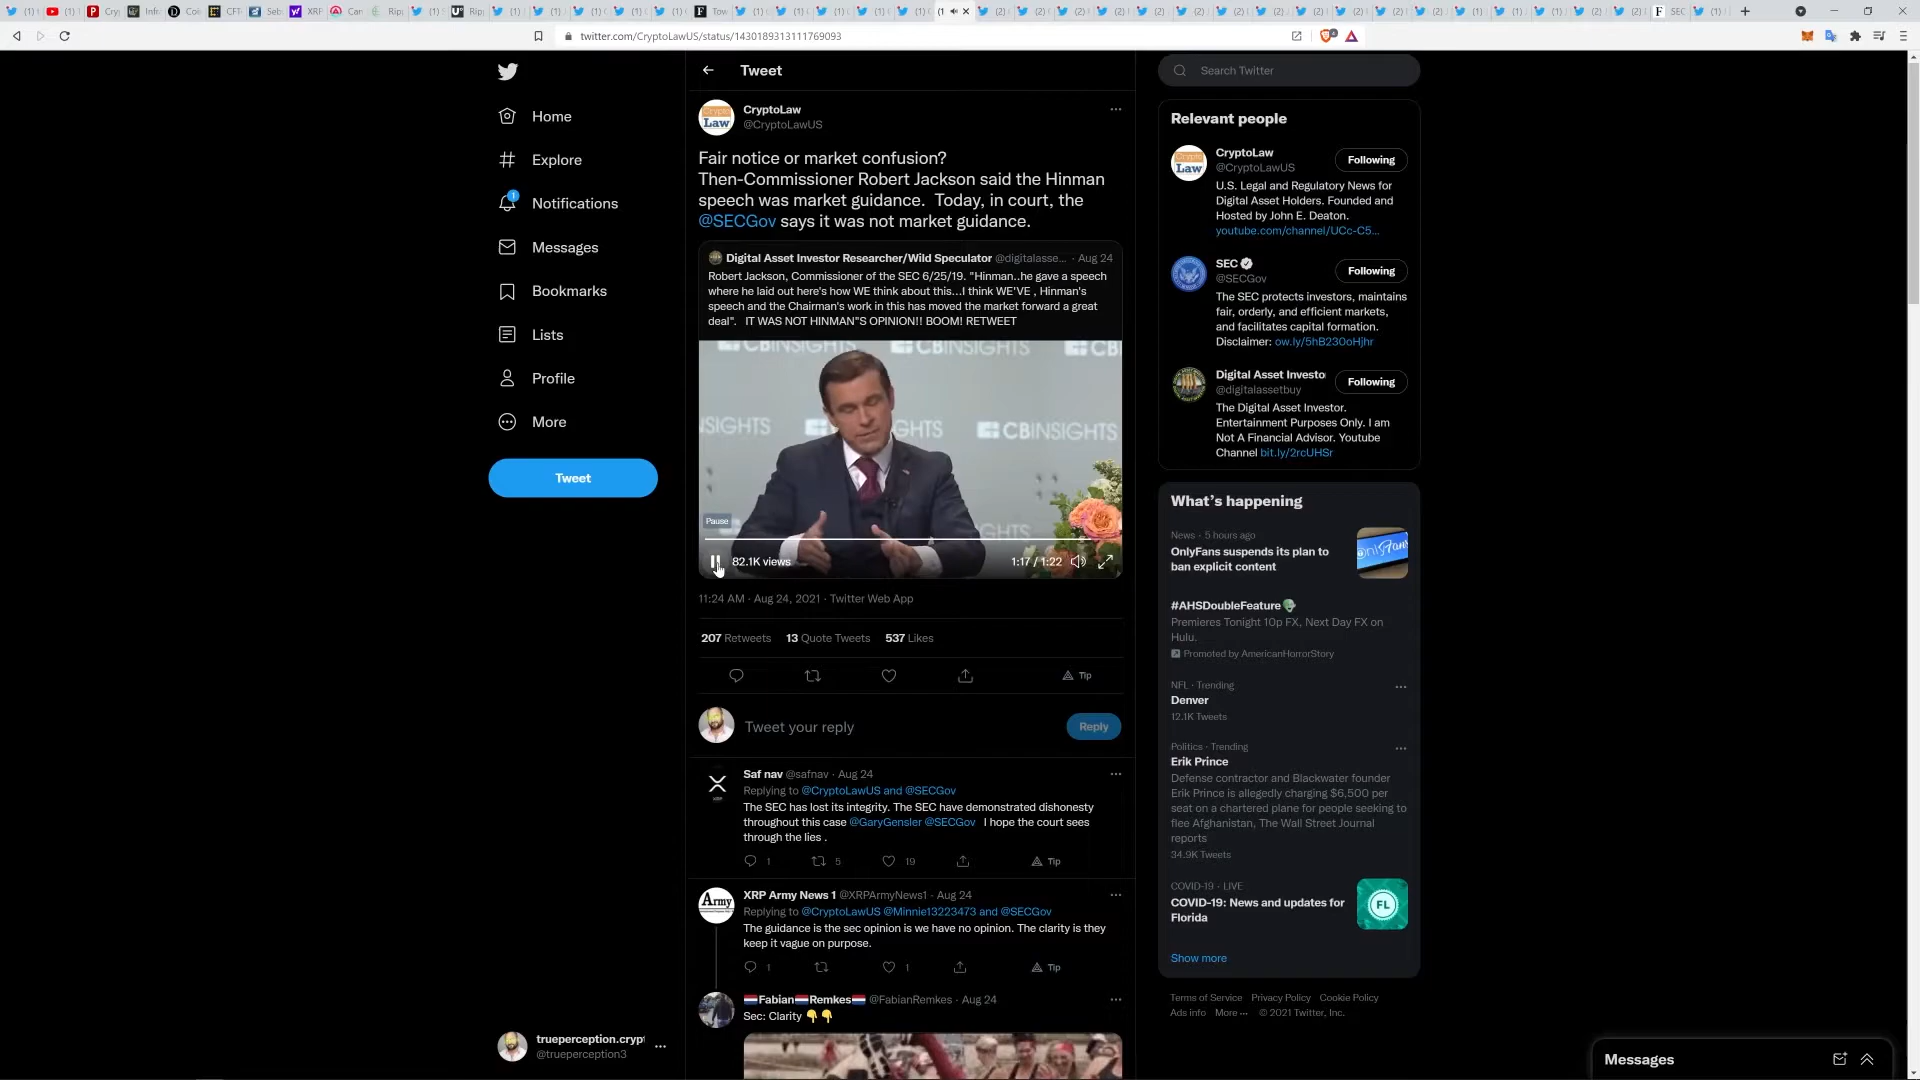 twitter.com/CryptoLawUS/status/1430189313111769093
Home
Explore
Notifications
1
Messages
Bookmarks
Lists
Profile
More
Tweet
trueperception.crypt
@trueperception3
Tweet
CryptoLaw
@CryptoLawUS
Fair notice or market confusion?
Then-Commissioner Robert Jackson said the Hinman
speech was market guidance. Today, in court, the
@SECGov says it was not market guidance.
Digital Asset Investor Researcher/Wild Speculator @digitalasse... · Aug 24
Robert Jackson, Commissioner of the SEC 6/25/19. "Hinman..he gave a speech
where he laid out here's how WE think about this...I think WE'VE , Hinman's
speech and the Chairman's work in this has moved the market forward a great
deal". IT WAS NOT HINMAN"S OPINION!! BOOM! RETWEET
CBINSIGHTS
Pause
82.1K views
1:17 / 1:22
11:24 AM · Aug 24, 2021 · Twitter Web App
207 Retweets 13 Quote Tweets 537 Likes
Tip
Tweet your reply
Reply
Saf nav @safnav · Aug 24
Replying to @CryptoLawUS and @SECGov
The SEC has lost its integrity. The SEC have demonstrated dishonesty
throughout this case @GaryGensler @SECGov I hope the court sees
through the lies .
1 5 19 Tip
Army
XRP Army News 1 @XRPArmyNews1 · Aug 24
Replying to @CryptoLawUS @Minnie13223473 and @SECGov
The guidance is the sec opinion is we have no opinion. The clarity is they
keep it vague on purpose.
1 1 Tip
Fabian Remkes @FabianRemkes · Aug 24
Sec: Clarity
Search Twitter
Relevant people
CryptoLaw
@CryptoLawUS
Following
U.S. Legal and Regulatory News for
Digital Asset Holders. Founded and
Hosted by John E. Deaton.
youtube.com/channel/UCc-C5...
SEC
@SECGov
Following
The SEC protects investors, maintains
fair, orderly, and efficient markets,
and facilitates capital formation.
Disclaimer: ow.ly/5hB230oHjhr
Digital Asset Investo
@digitalassetbuy
Following
The Digital Asset Investor.
Entertainment Purposes Only. I am
Not A Financial Advisor. Youtube
Channel bit.ly/2rcUHSr
What's happening
News · 5 hours ago
OnlyFans suspends its plan to
ban explicit content
#AHSDoubleFeature
Premieres Tonight 10p FX, Next Day FX on
Hulu.
Promoted by AmericanHorrorStory
NFL · Trending
Denver
12.1K Tweets
Politics · Trending
Erik Prince
Defense contractor and Blackwater founder
Erik Prince is allegedly charging $6,500 per
seat on a chartered plane for people seeking to
flee Afghanistan, The Wall Street Journal
reports
34.9K Tweets
COVID-19 · LIVE
COVID-19: News and updates for
Florida
FL
Show more
Terms of Service Privacy Policy Cookie Policy
Ads info More ··· © 2021 Twitter, Inc.
Messages